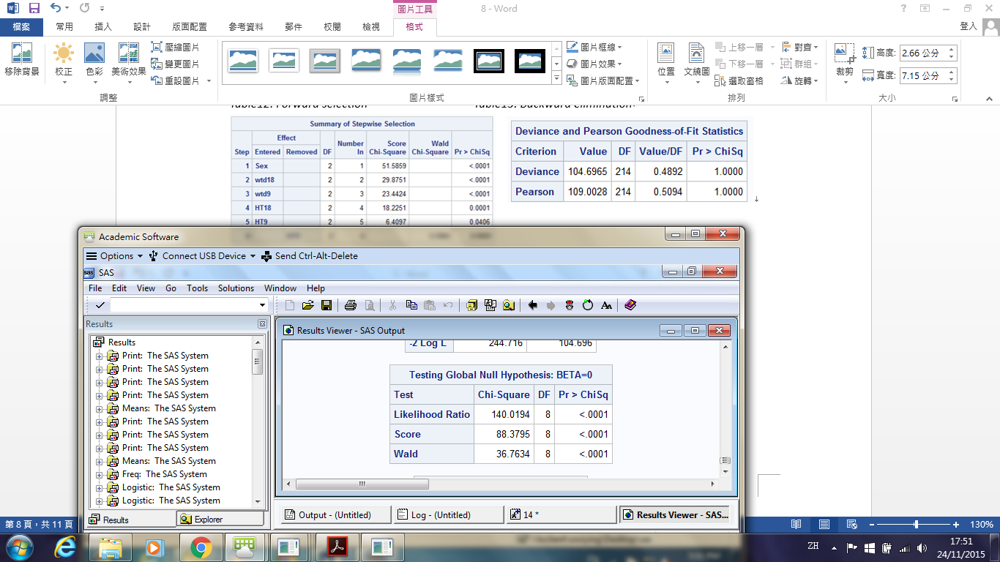 8 - Word
圖片工具
檔案 常用 插入 設計 版面配置 參考資料 郵件 校閱 檢視 格式 登入
移除背景 校正 色彩 美術效果
壓縮圖片
變更圖片
重設圖片
調整
圖片樣式
圖片框線
圖片效果
圖片版面配置
位置 文繞圖
上移一層
下移一層
選取窗格
對齊
群組
旋轉
排列
裁剪
高度: 2.66 公分
寬度: 7.15 公分
大小
Table12: Forward selection
Table13: Backward elimination
Summary of Stepwise Selection
Effect
Step Entered Removed DF Number In Score Chi-Square Wald Chi-Square Pr > ChiSq
1 Sex 2 1 51.5859 <.0001
2 wtd18 2 2 29.8751 <.0001
3 wtd9 2 3 23.4424 <.0001
4 HT18 2 4 18.2251 0.0001
5 HT9 2 5 6.4097 0.0406
Deviance and Pearson Goodness-of-Fit Statistics
Criterion Value DF Value/DF Pr > ChiSq
Deviance 104.6965 214 0.4892 1.0000
Pearson 109.0028 214 0.5094 1.0000
Academic Software
Options Connect USB Device Send Ctrl-Alt-Delete
sas SAS
File Edit View Go Tools Solutions Window Help
Results
Results
Print: The SAS System
Print: The SAS System
Print: The SAS System
Print: The SAS System
Means: The SAS System
Print: The SAS System
Print: The SAS System
Print: The SAS System
Means: The SAS System
Freq: The SAS System
Logistic: The SAS System
Logistic: The SAS System
Results Explorer
Results Viewer - SAS Output
-2 Log L 244.716 104.696
Testing Global Null Hypothesis: BETA=0
Test Chi-Square DF Pr > ChiSq
Likelihood Ratio 140.0194 8 <.0001
Score 88.3795 8 <.0001
Wald 36.7634 8 <.0001
Output - (Untitled) Log - (Untitled) 14 * Results Viewer - SAS...
第 8 頁，共 11 頁
130%
ZH
17:51
24/11/2015